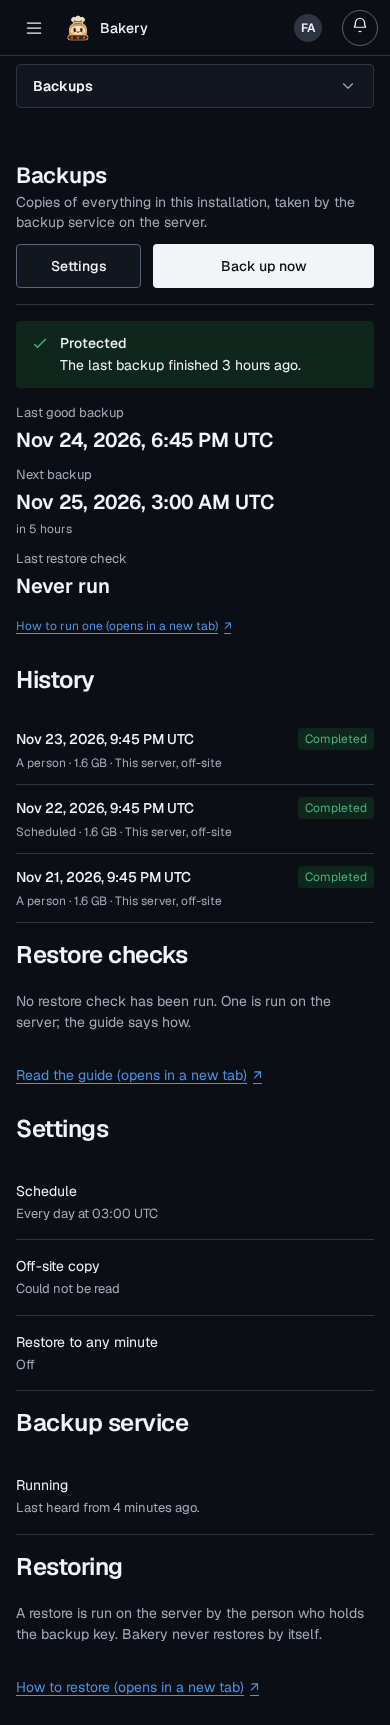 Bakery
FA
Backups
Backups
Copies of everything in this installation, taken by the
backup service on the server.
Settings
Back up now
Protected
The last backup finished 3 hours ago.
Last good backup
Nov 24, 2026, 6:45 PM UTC
Next backup
Nov 25, 2026, 3:00 AM UTC
in 5 hours
Last restore check
Never run
How to run one (opens in a new tab)
History
Nov 23, 2026, 9:45 PM UTC
Completed
A person · 1.6 GB · This server, off-site
Nov 22, 2026, 9:45 PM UTC
Completed
Scheduled · 1.6 GB · This server, off-site
Nov 21, 2026, 9:45 PM UTC
Completed
A person · 1.6 GB · This server, off-site
Restore checks
No restore check has been run. One is run on the
server; the guide says how.
Read the guide (opens in a new tab)
Settings
Schedule
Every day at 03:00 UTC
Off-site copy
Could not be read
Restore to any minute
Off
Backup service
Running
Last heard from 4 minutes ago.
Restoring
A restore is run on the server by the person who holds
the backup key. Bakery never restores by itself.
How to restore (opens in a new tab)